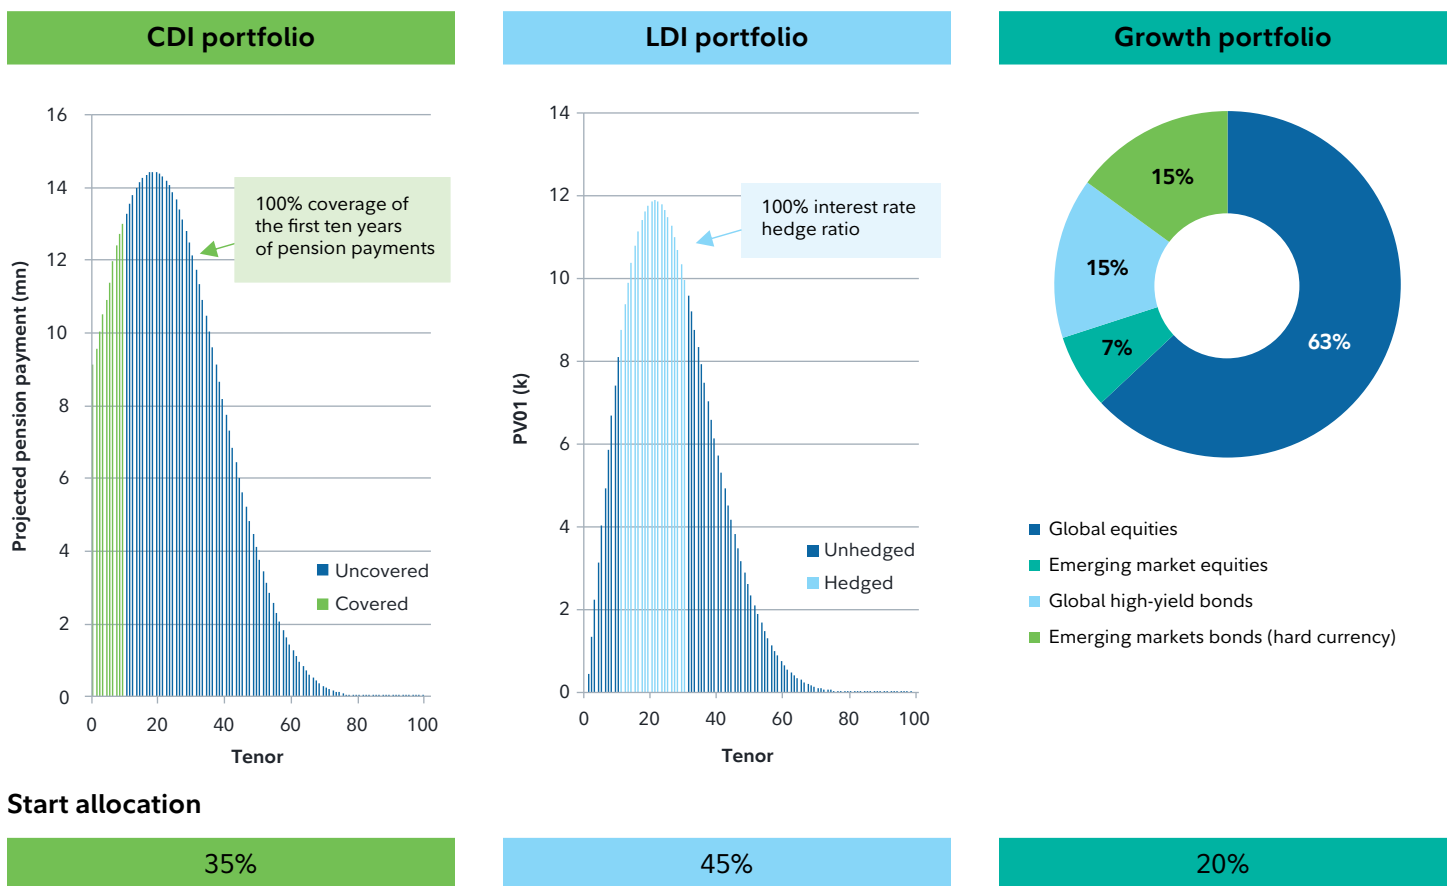 CDI portfolio
LDI portfolio
Growth portfolio
Projected pension payment (mn)
16
14
12
10
8
6
4
2
0
100% coverage of
the first ten years
of pension payments
Uncovered
Covered
0 20 40 60 80 100
Tenor
PV01 (k)
14
12
10
8
6
4
2
0
100% interest rate
hedge ratio
Unhedged
Hedged
0 20 40 60 80 100
Tenor
15%
15%
7%
63%
Global equities
Emerging market equities
Global high-yield bonds
Emerging markets bonds (hard currency)
Start allocation
35%
45%
20%